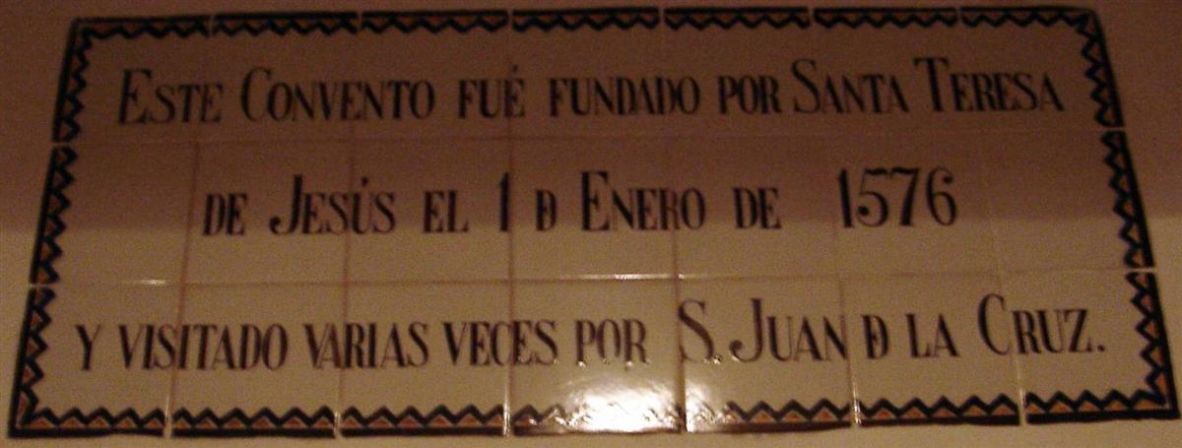 Este Convento fué fundado por Santa Teresa
de Jesús el 1 Đ Enero de 1576
y visitado varias veces por S. Juan Đ la Cruz.